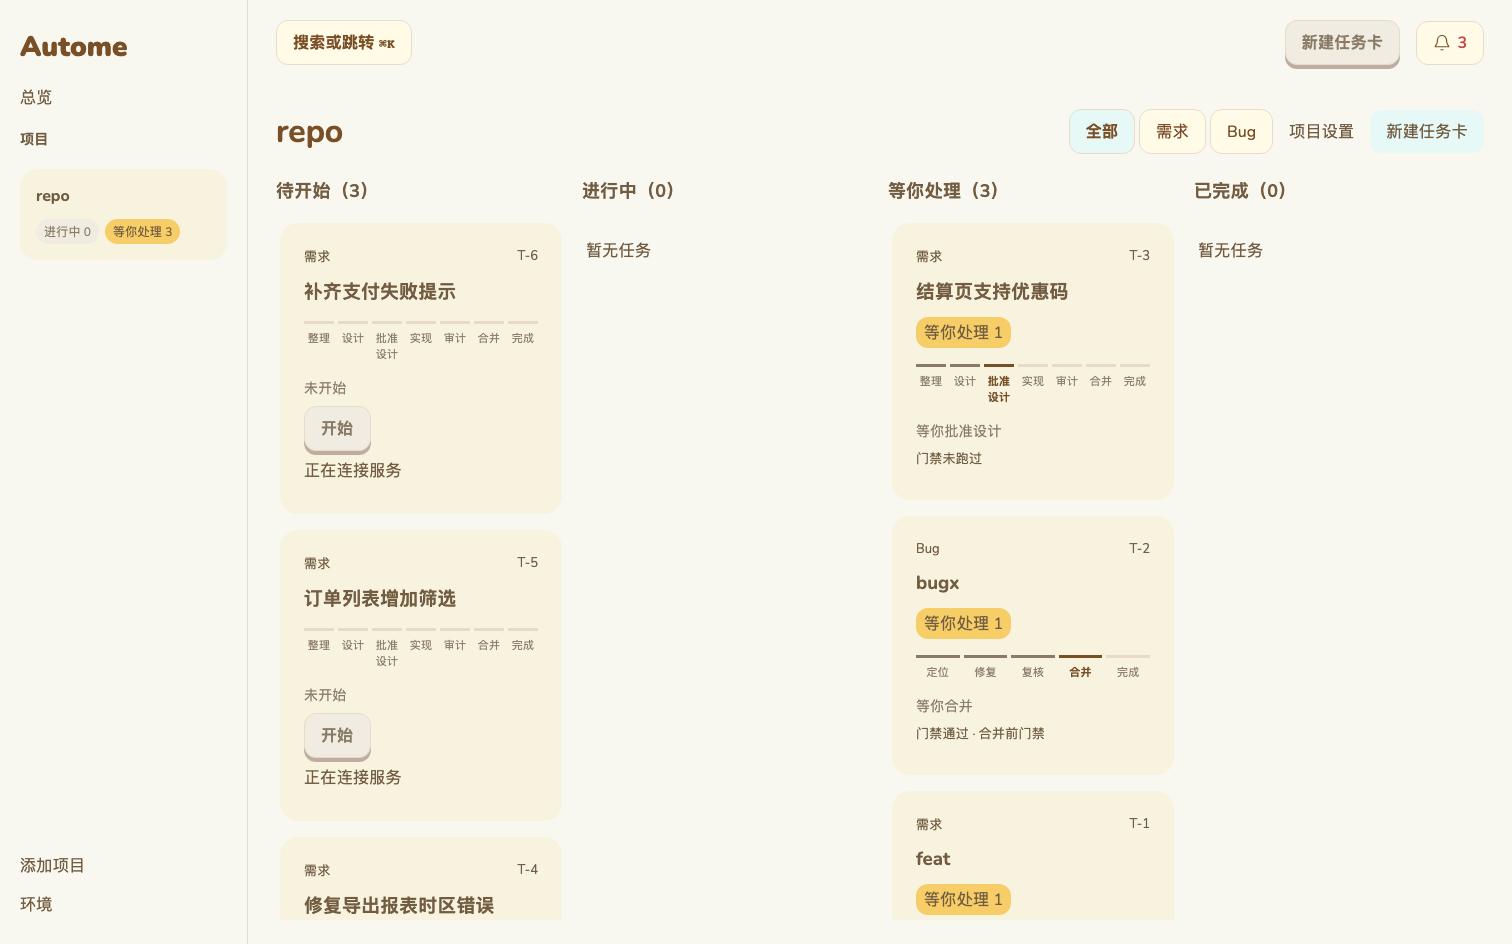 Autome
总览
项目
repo
进行中 0
等你处理 3
添加项目
环境
搜索或跳转 ⌘K
新建任务卡
3
repo
全部
需求
Bug
项目设置
新建任务卡
待开始（3）
需求
T-6
补齐支付失败提示
整理
设计
批准
设计
实现
审计
合并
完成
未开始
开始
正在连接服务
需求
T-5
订单列表增加筛选
整理
设计
批准
设计
实现
审计
合并
完成
未开始
开始
正在连接服务
需求
T-4
修复导出报表时区错误
进行中（0）
暂无任务
等你处理（3）
需求
T-3
结算页支持优惠码
等你处理 1
整理
设计
批准
设计
实现
审计
合并
完成
等你批准设计
门禁未跑过
Bug
T-2
bugx
等你处理 1
定位
修复
复核
合并
完成
等你合并
门禁通过 · 合并前门禁
需求
T-1
feat
等你处理 1
已完成（0）
暂无任务